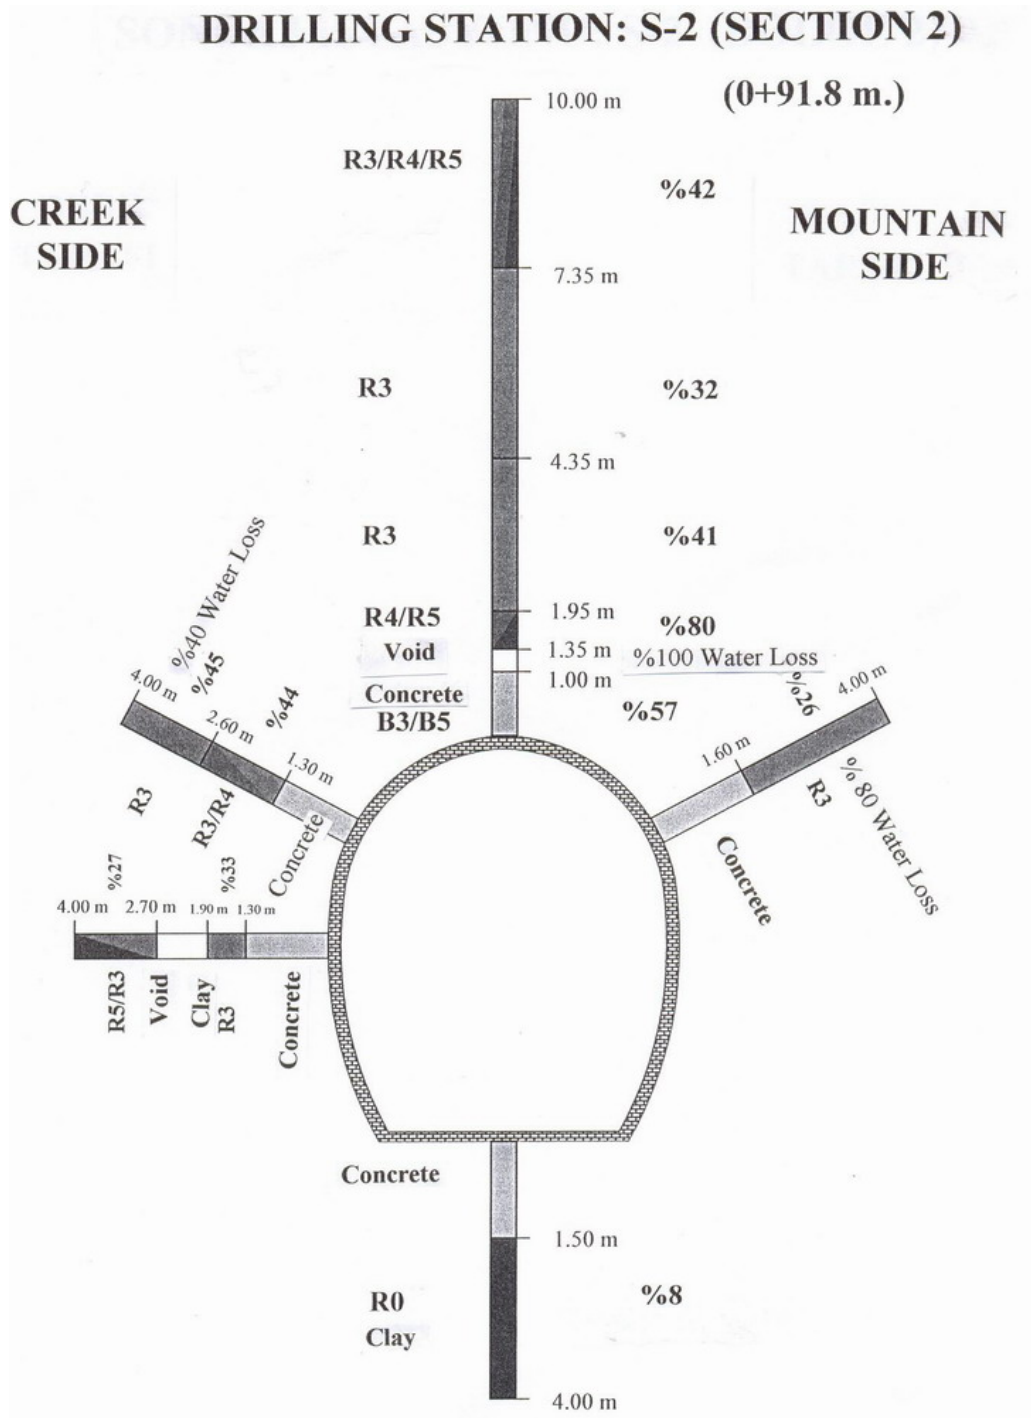 DRILLING STATION: S-2 (SECTION 2)
(0+91.8 m.)
10.00 m
R3/R4/R5
%42
CREEK
SIDE
MOUNTAIN
SIDE
7.35 m
R3
%32
4.35 m
R3
%41
1.95 m
R4/R5
%80
1.35 m
Void
%100 Water Loss
1.00 m
Concrete
B3/B5
%57
%40 Water Loss
%45
4.00 m
%44
2.60 m
1.30 m
R3
R3/R4
Concrete
%26
4.00 m
1.60 m
R3
% 80 Water Loss
Concrete
%27
%33
4.00 m
2.70 m
1.90 m
1.30 m
R5/R3
Void
Clay
R3
Concrete
Concrete
1.50 m
R0
Clay
%8
4.00 m